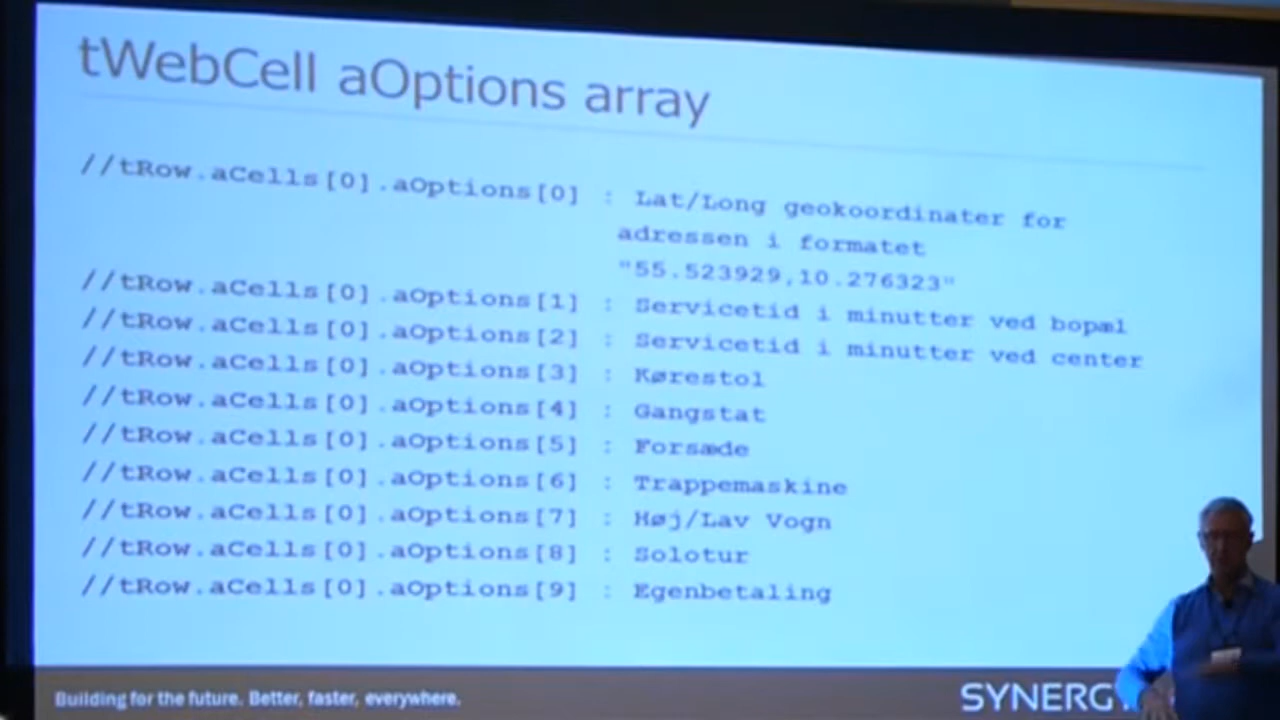 tWebCell aOptions array
//tRow.aCells[0].aOptions[0] : Lat/Long geokoordinater for
adressen i formatet
"55.523929,10.276323"
//tRow.aCells[0].aOptions[1] : Servicetid i minutter ved bopæl
//tRow.aCells[0].aOptions[2] : Servicetid i minutter ved center
//tRow.aCells[0].aOptions[3] : Kørestol
//tRow.aCells[0].aOptions[4] : Gangstat
//tRow.aCells[0].aOptions[5] : Forsæde
//tRow.aCells[0].aOptions[6] : Trappemaskine
//tRow.aCells[0].aOptions[7] : Høj/Lav Vogn
//tRow.aCells[0].aOptions[8] : Solotur
//tRow.aCells[0].aOptions[9] : Egenbetaling
Building for the future. Better, faster, everywhere.
SYNERGY